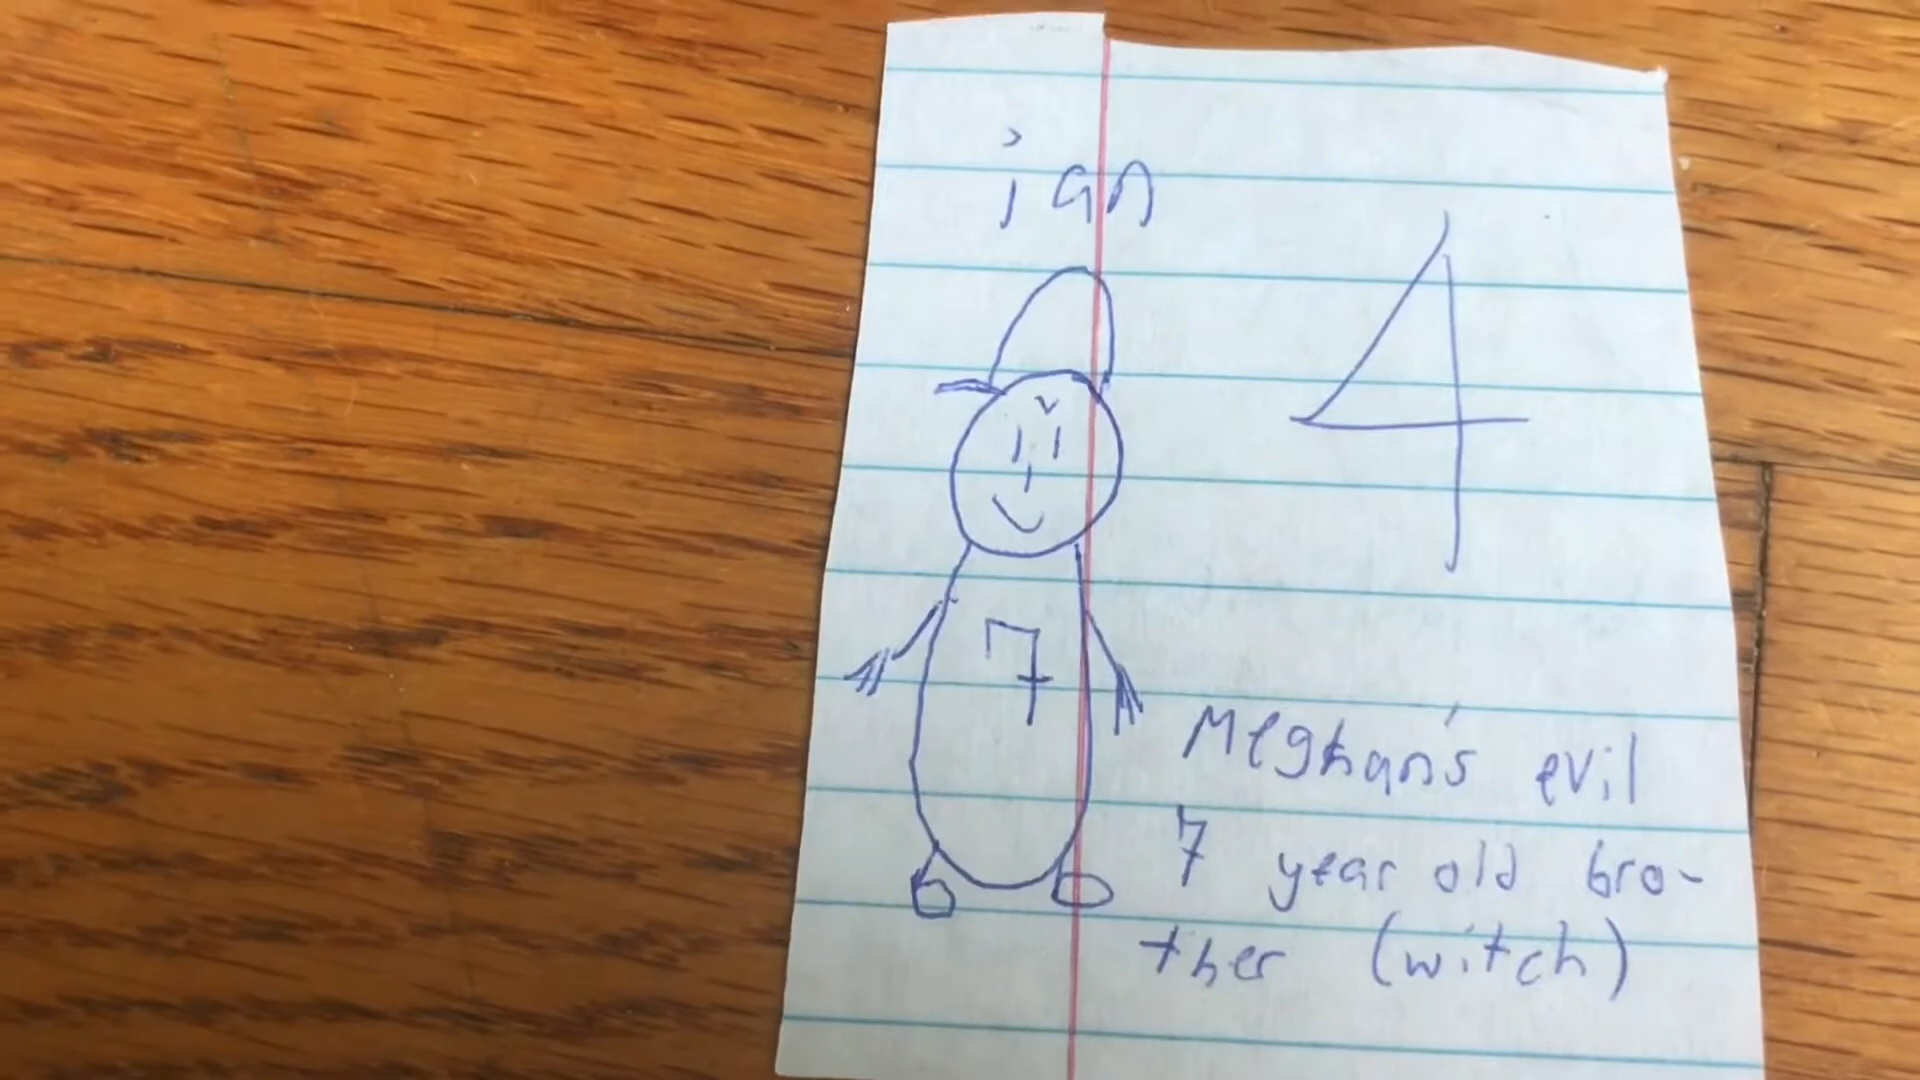 ian
4
7
Meghan's evil
7 year old bro-
ther (witch)